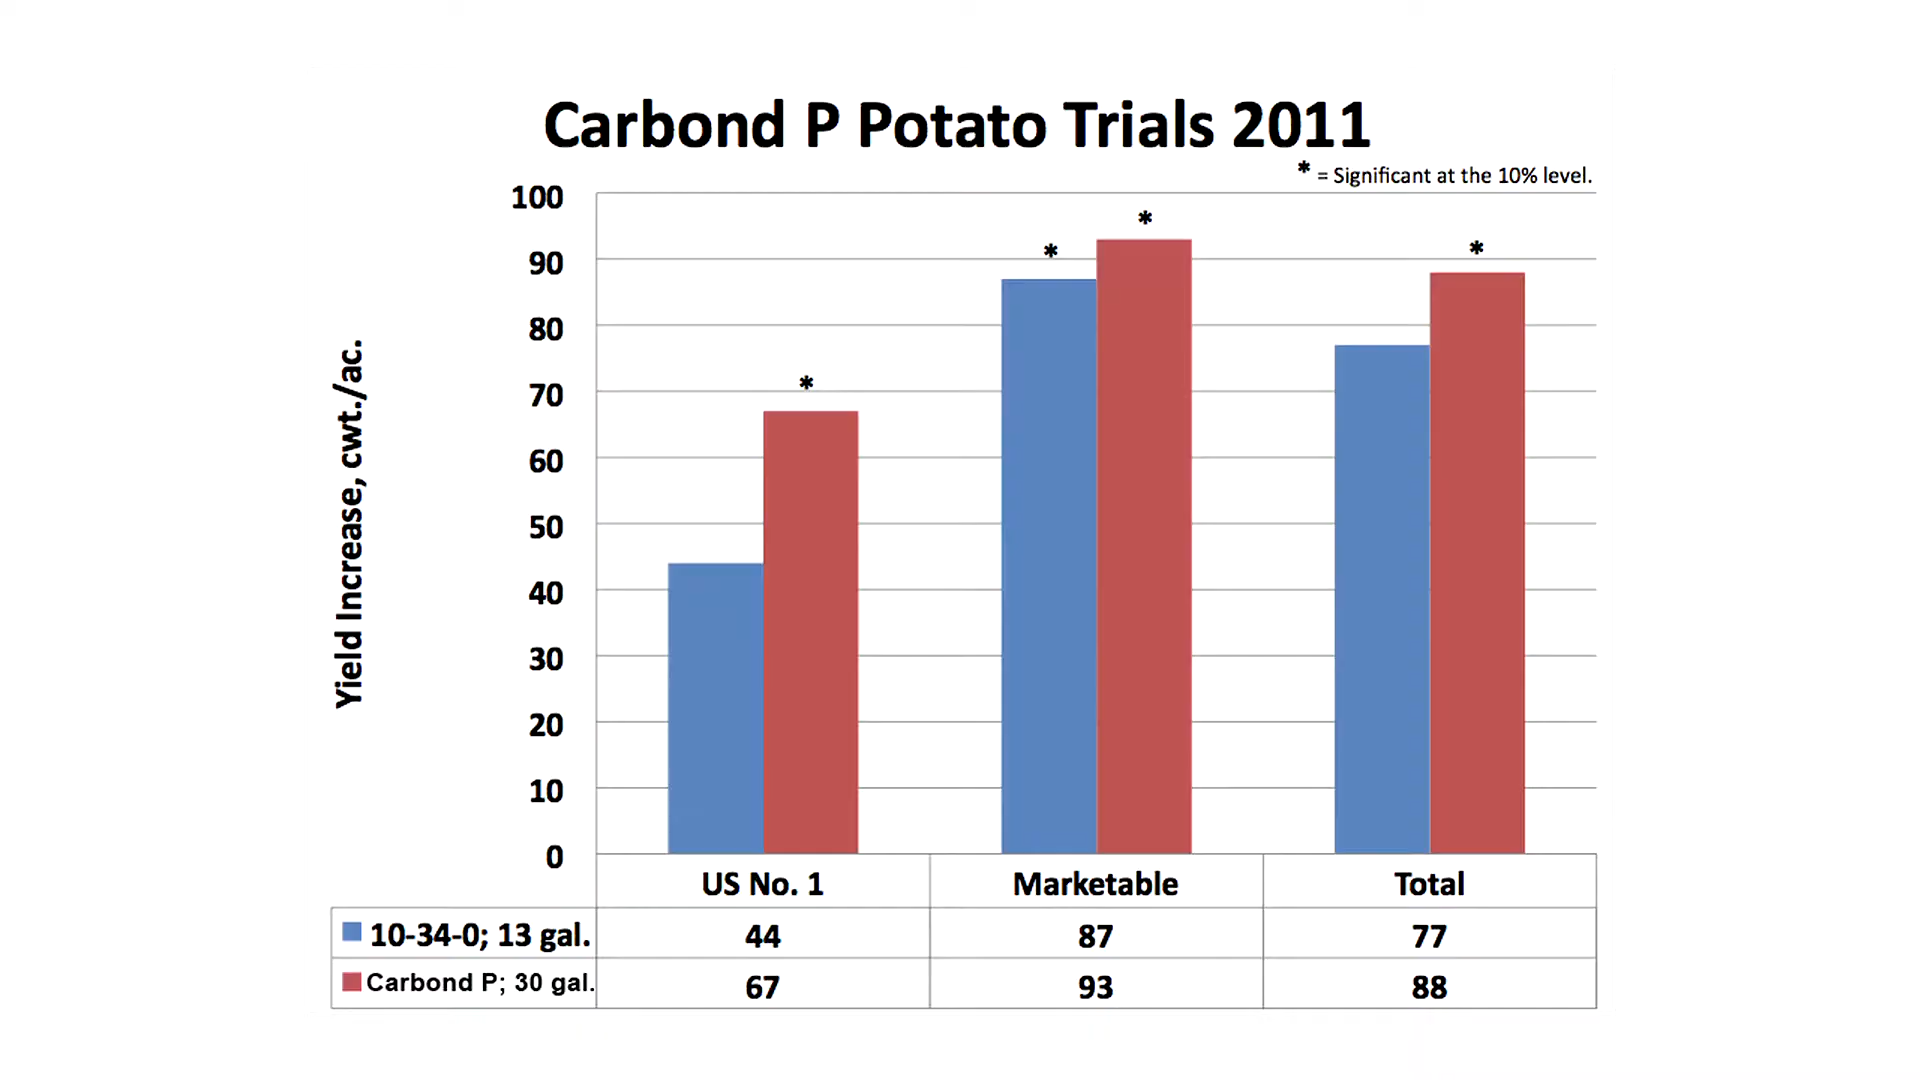 Carbond P Potato Trials 2011
* = Significant at the 10% level.
Yield Increase, cwt./ac.
100
90
80
70
60
50
40
30
20
10
0
*
*
*
*
US No. 1 Marketable Total
10-34-0; 13 gal. 44 87 77
Carbond P; 30 gal. 67 93 88